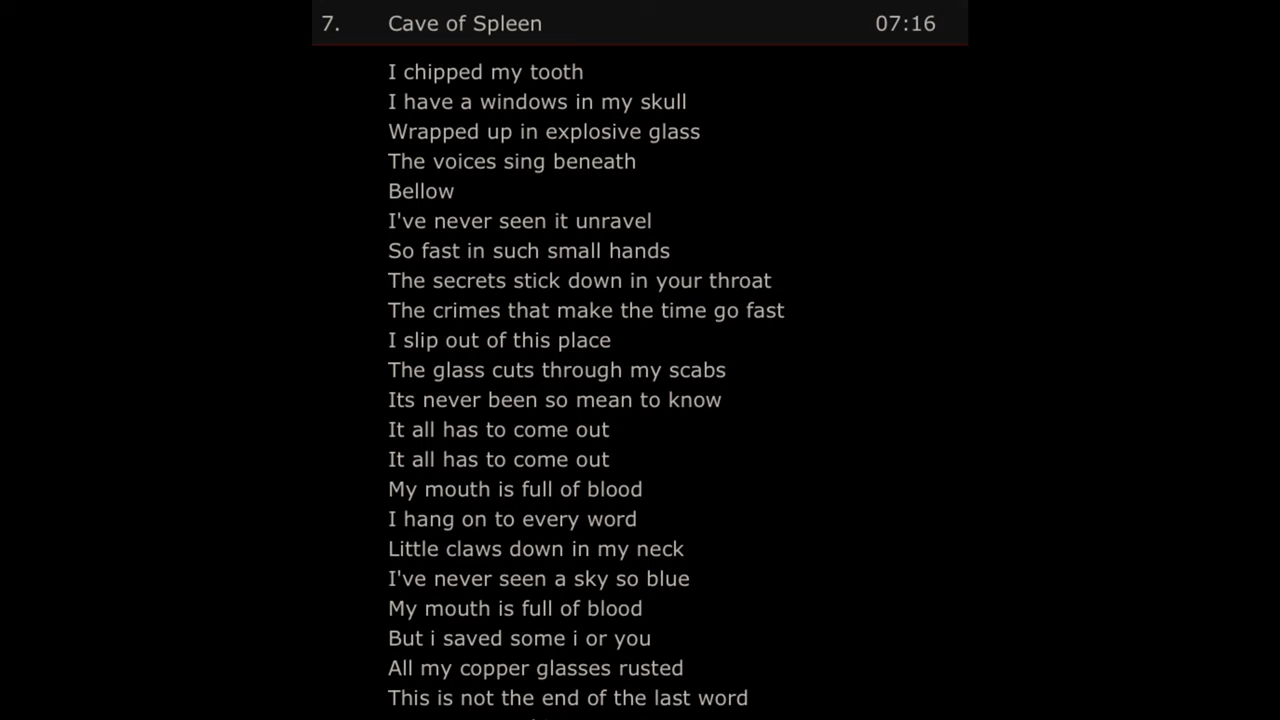 7. Cave of Spleen 07:16
I chipped my tooth
I have a windows in my skull
Wrapped up in explosive glass
The voices sing beneath
Bellow
I've never seen it unravel
So fast in such small hands
The secrets stick down in your throat
The crimes that make the time go fast
I slip out of this place
The glass cuts through my scabs
Its never been so mean to know
It all has to come out
It all has to come out
My mouth is full of blood
I hang on to every word
Little claws down in my neck
I've never seen a sky so blue
My mouth is full of blood
But i saved some i or you
All my copper glasses rusted
This is not the end of the last word